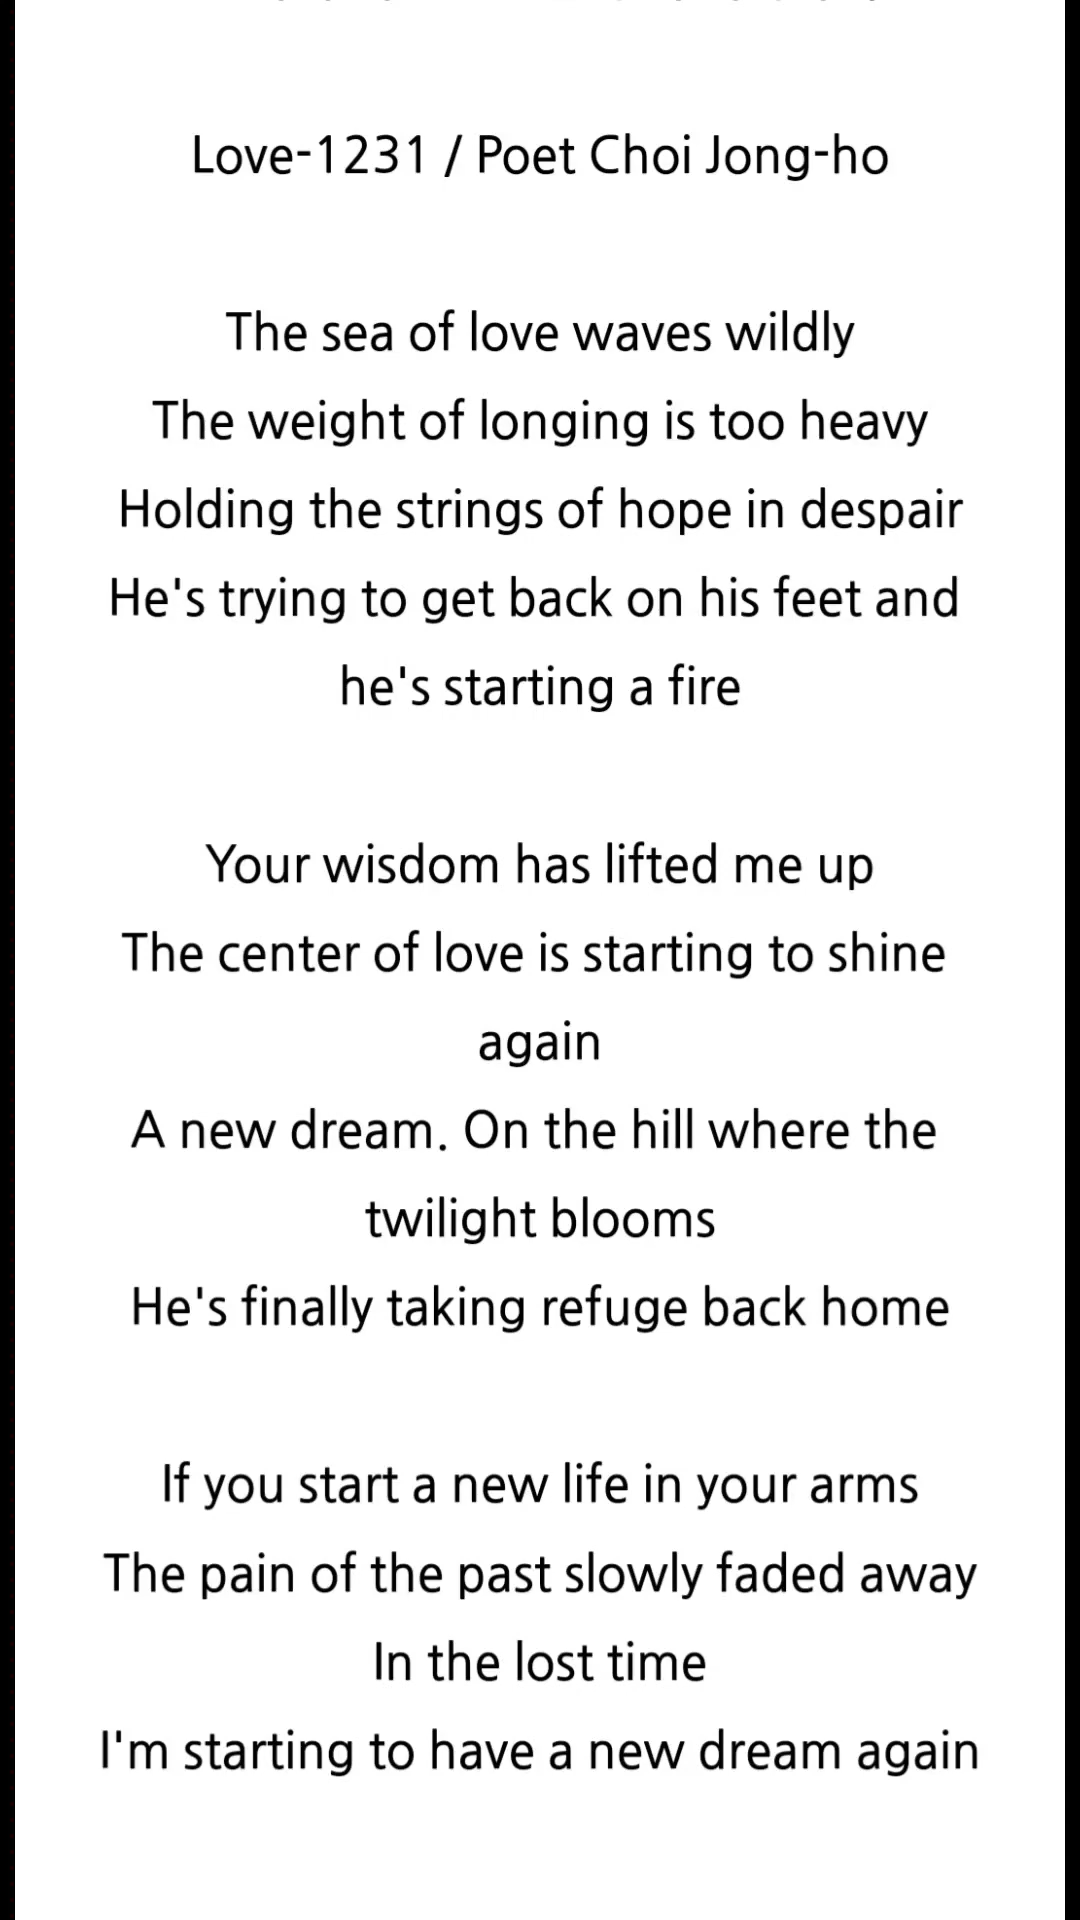 Love-1231 / Poet Choi Jong-ho
The sea of love waves wildly
The weight of longing is too heavy
Holding the strings of hope in despair
He's trying to get back on his feet and
he's starting a fire
Your wisdom has lifted me up
The center of love is starting to shine
again
A new dream. On the hill where the
twilight blooms
He's finally taking refuge back home
If you start a new life in your arms
The pain of the past slowly faded away
In the lost time
I'm starting to have a new dream again